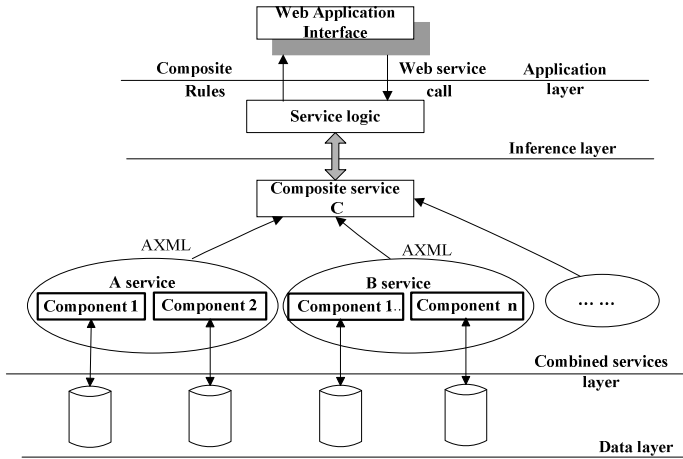 Web Application
Interface
Composite
Rules
Web service
call
Application
layer
Service logic
Inference layer
Composite service
C
AXML
AXML
A service
Component 1
Component 2
B service
Component 1..
Component n
... ...
Combined services
layer
Data layer